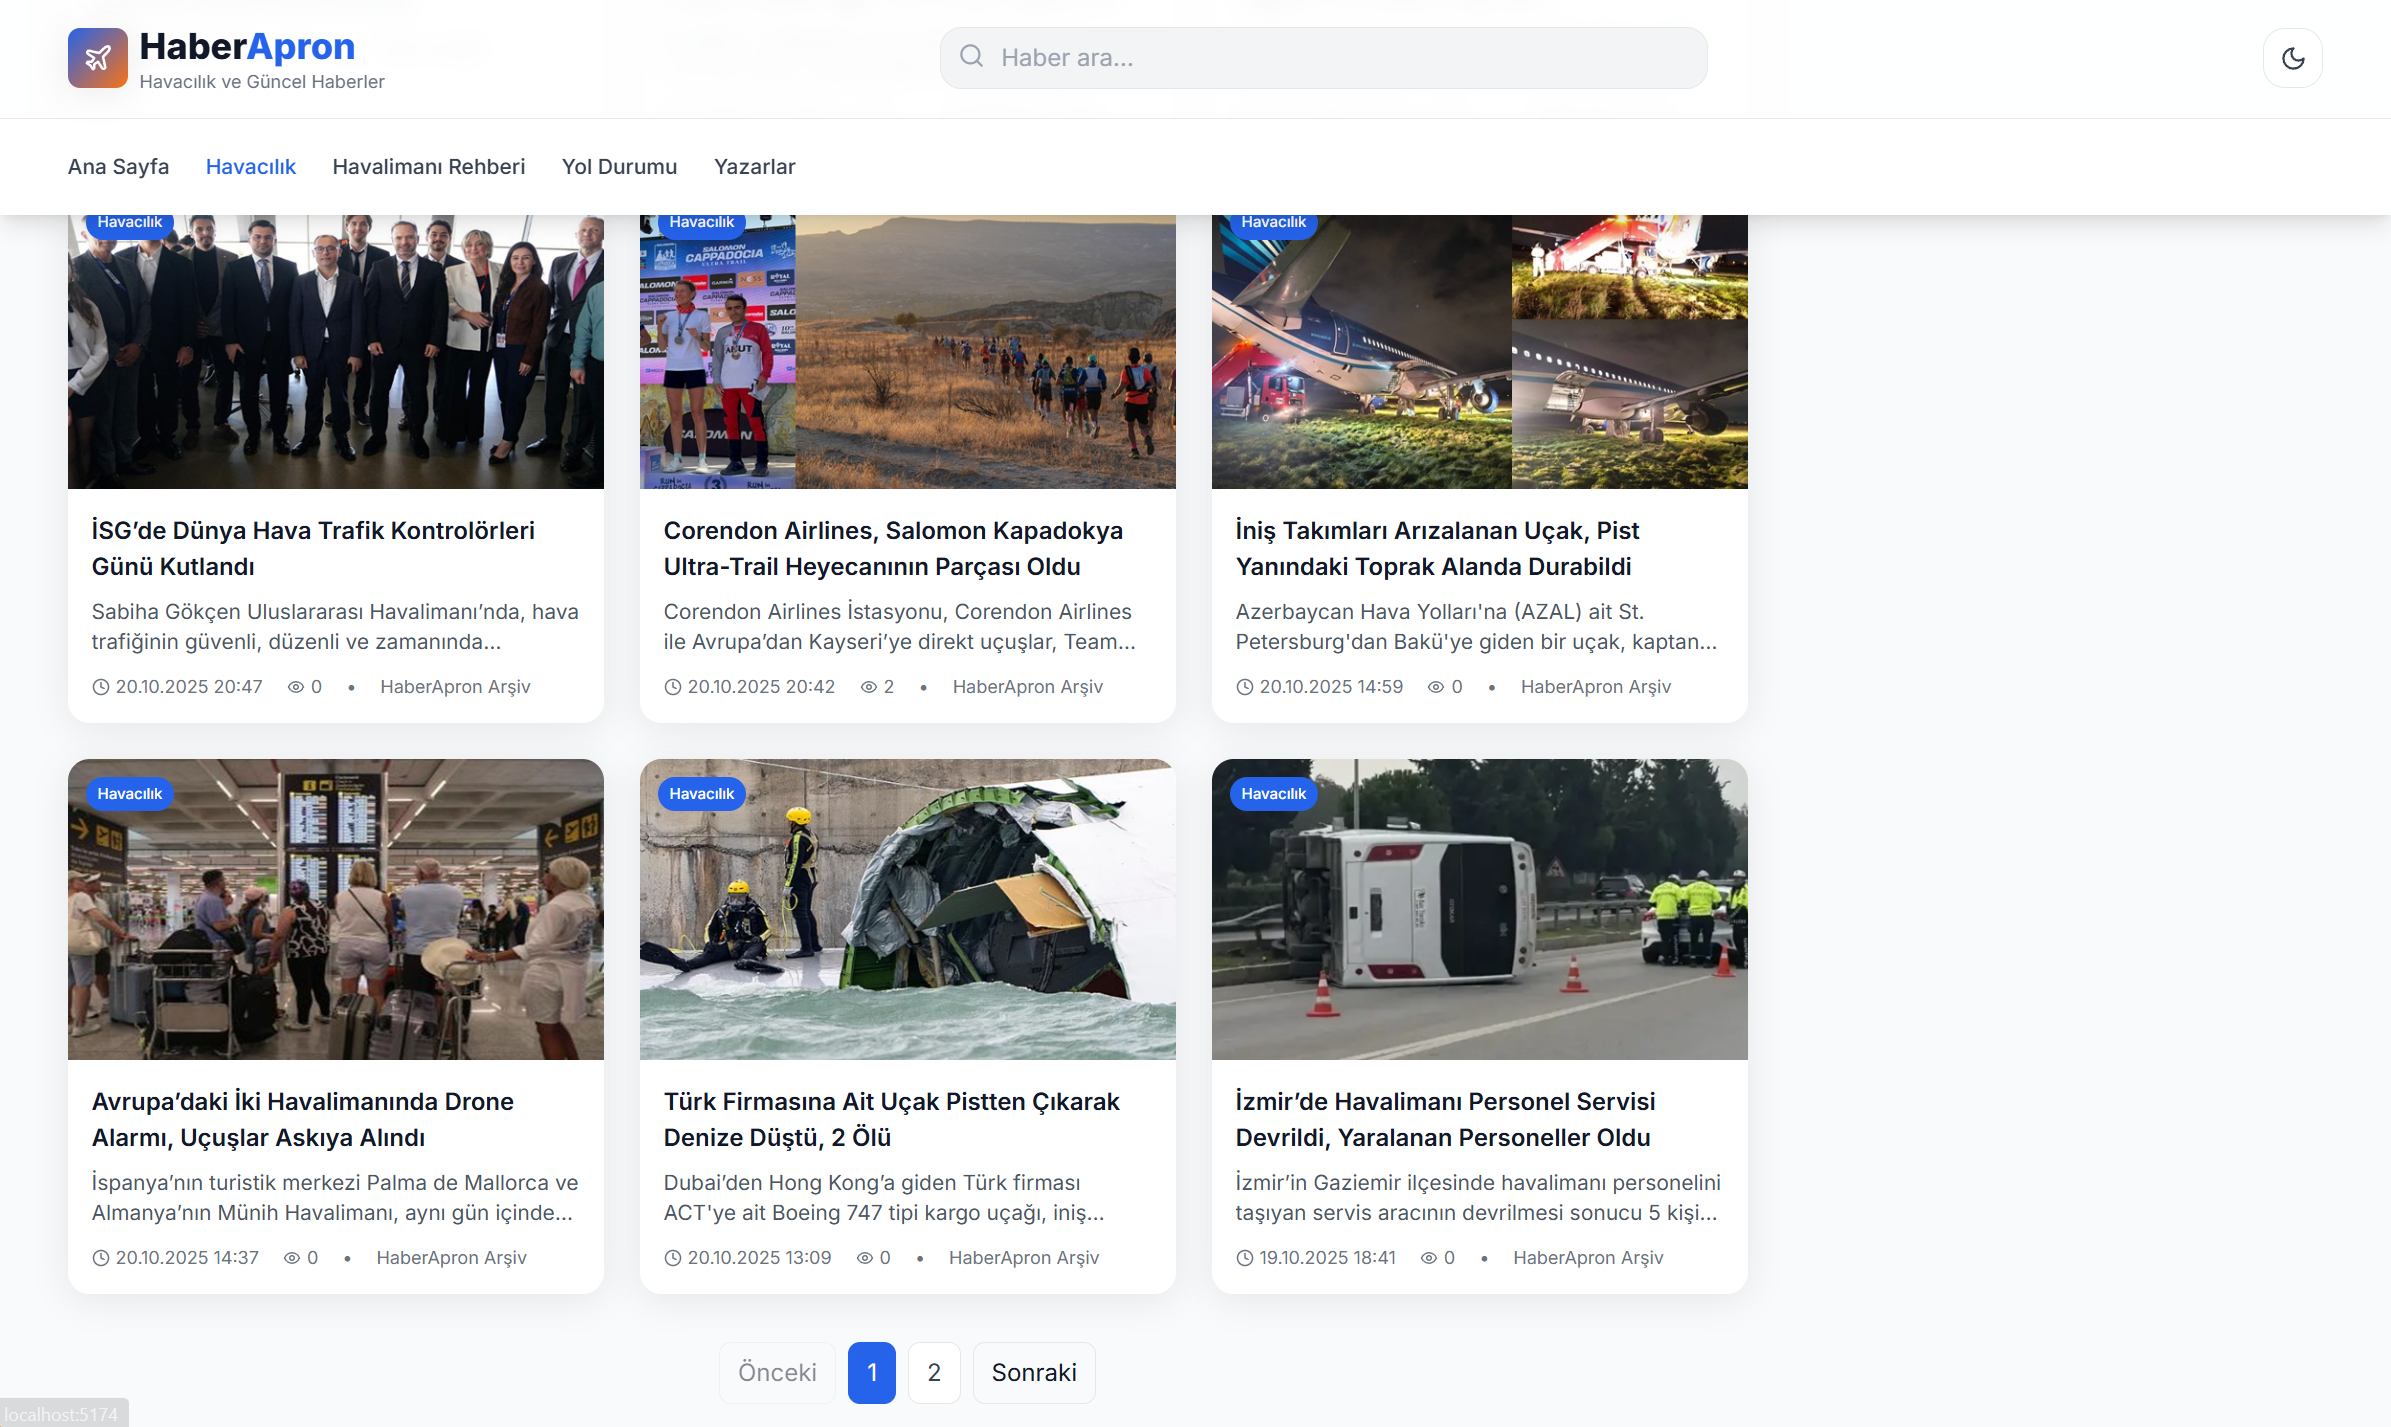 HaberApron
Havacılık ve Güncel Haberler
Haber ara...
Ana Sayfa
Havacılık
Havalimanı Rehberi
Yol Durumu
Yazarlar
Havacılık
Havacılık
SALOMON
CAPPADOCIA
ULTRA TRAIL
Havacılık
İSG’de Dünya Hava Trafik Kontrolörleri
Günü Kutlandı
Sabiha Gökçen Uluslararası Havalimanı’nda, hava
trafiğinin güvenli, düzenli ve zamanında...
20.10.2025 20:47 0 • HaberApron Arşiv
Corendon Airlines, Salomon Kapadokya
Ultra-Trail Heyecanının Parçası Oldu
Corendon Airlines İstasyonu, Corendon Airlines
ile Avrupa’dan Kayseri’ye direkt uçuşlar, Team...
20.10.2025 20:42 2 • HaberApron Arşiv
İniş Takımları Arızalanan Uçak, Pist
Yanındaki Toprak Alanda Durabildi
Azerbaycan Hava Yolları'na (AZAL) ait St.
Petersburg'dan Bakü'ye giden bir uçak, kaptan...
20.10.2025 14:59 0 • HaberApron Arşiv
Havacılık
Havacılık
Havacılık
Avrupa’daki İki Havalimanında Drone
Alarmı, Uçuşlar Askıya Alındı
İspanya’nın turistik merkezi Palma de Mallorca ve
Almanya’nın Münih Havalimanı, aynı gün içinde...
20.10.2025 14:37 0 • HaberApron Arşiv
Türk Firmasına Ait Uçak Pistten Çıkarak
Denize Düştü, 2 Ölü
Dubai’den Hong Kong’a giden Türk firması
ACT'ye ait Boeing 747 tipi kargo uçağı, iniş...
20.10.2025 13:09 0 • HaberApron Arşiv
İzmir’de Havalimanı Personel Servisi
Devrildi, Yaralanan Personeller Oldu
İzmir’in Gaziemir ilçesinde havalimanı personelini
taşıyan servis aracının devrilmesi sonucu 5 kişi...
19.10.2025 18:41 0 • HaberApron Arşiv
Önceki
1
2
Sonraki
localhost:5174